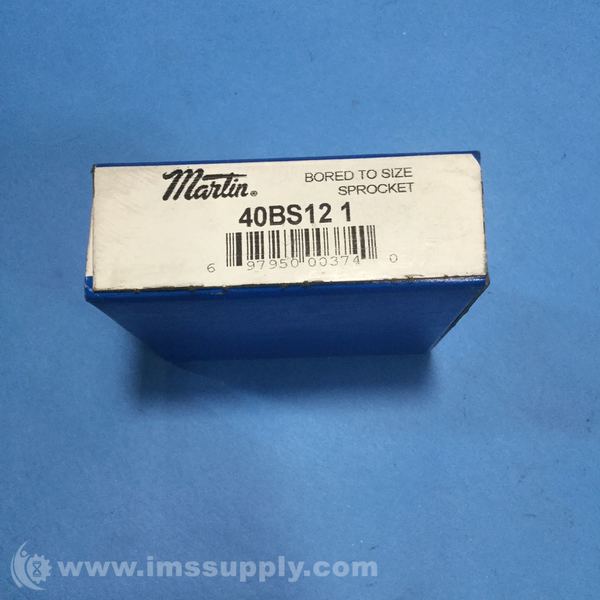 Martin®
BORED TO SIZE
SPROCKET
40BS12 1
6 97950 00374 0
www.imssupply.com